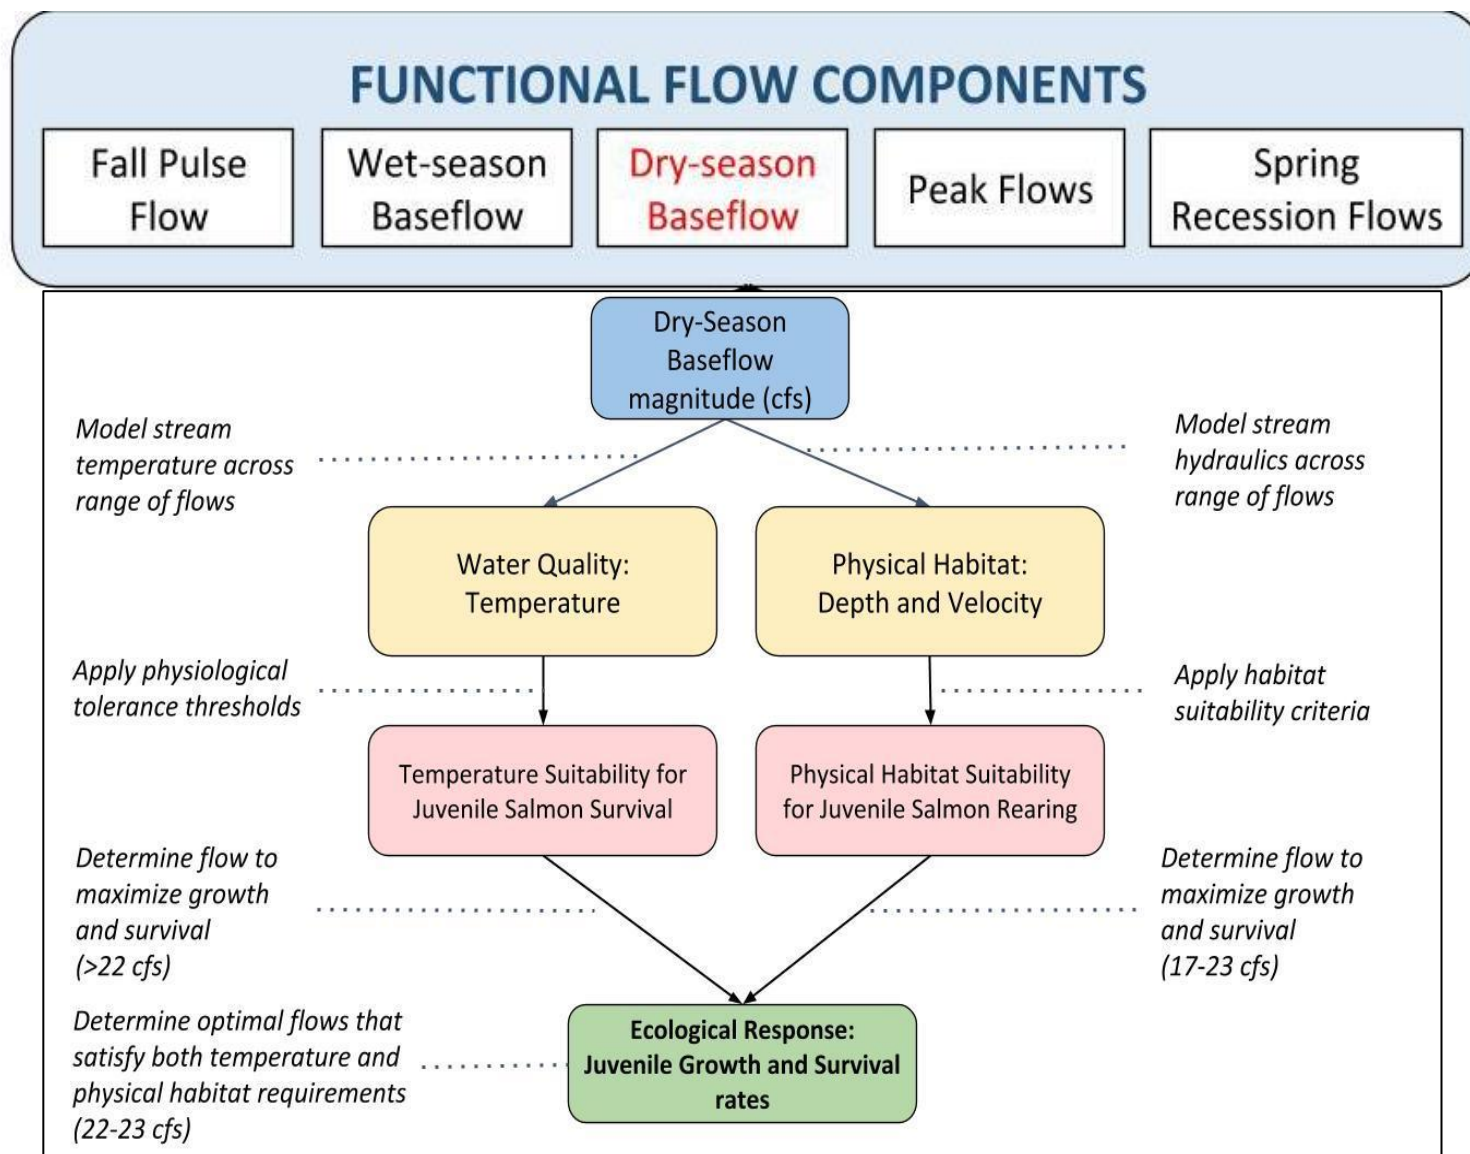 FUNCTIONAL FLOW COMPONENTS
Fall Pulse
Flow
Wet-season
Baseflow
Dry-season
Baseflow
Peak Flows
Spring
Recession Flows
Dry-Season
Baseflow
magnitude (cfs)
Model stream
temperature across
range of flows
Model stream
hydraulics across
range of flows
Water Quality:
Temperature
Physical Habitat:
Depth and Velocity
Apply physiological
tolerance thresholds
Apply habitat
suitability criteria
Temperature Suitability for
Juvenile Salmon Survival
Physical Habitat Suitability
for Juvenile Salmon Rearing
Determine flow to
maximize growth
and survival
(>22 cfs)
Determine flow to
maximize growth
and survival
(17-23 cfs)
Determine optimal flows that
satisfy both temperature and
physical habitat requirements
(22-23 cfs)
Ecological Response:
Juvenile Growth and Survival
rates